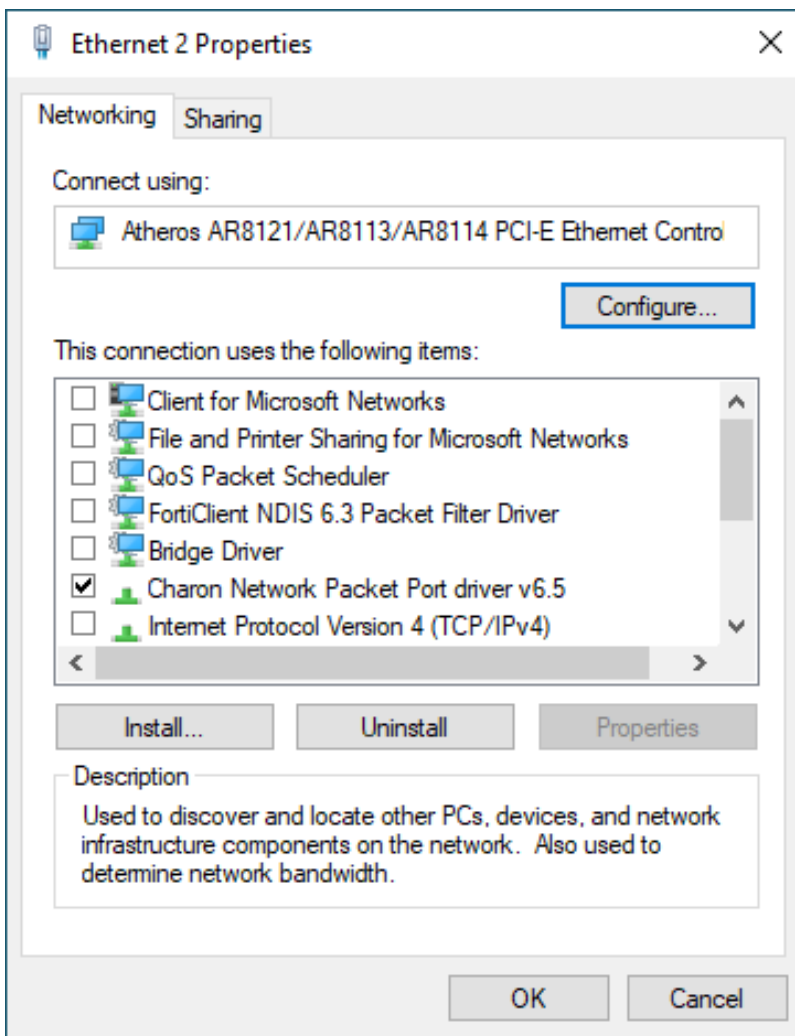 Ethernet 2 Properties
Networking
Sharing
Connect using:
Atheros AR8121/AR8113/AR8114 PCI-E Ethernet Control
Configure...
This connection uses the following items:
Client for Microsoft Networks
File and Printer Sharing for Microsoft Networks
QoS Packet Scheduler
FortiClient NDIS 6.3 Packet Filter Driver
Bridge Driver
Charon Network Packet Port driver v6.5
Internet Protocol Version 4 (TCP/IPv4)
Install...
Uninstall
Properties
Description
Used to discover and locate other PCs, devices, and network
infrastructure components on the network.  Also used to
determine network bandwidth.
OK
Cancel